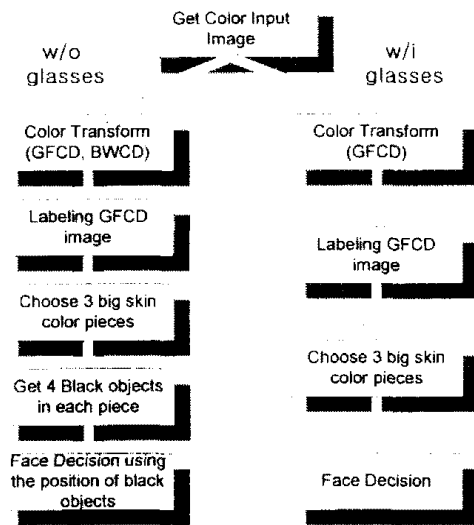 Get Color Input
Image
w/o
glasses
w/i
glasses
Color Transform
(GFCD, BWCD)
Labeling GFCD
image
Choose 3 big skin
color pieces
Get 4 Black objects
in each piece
Face Decision using
the position of black
objects
Color Transform
(GFCD)
Labeling GFCD
image
Choose 3 big skin
color pieces
Face Decision